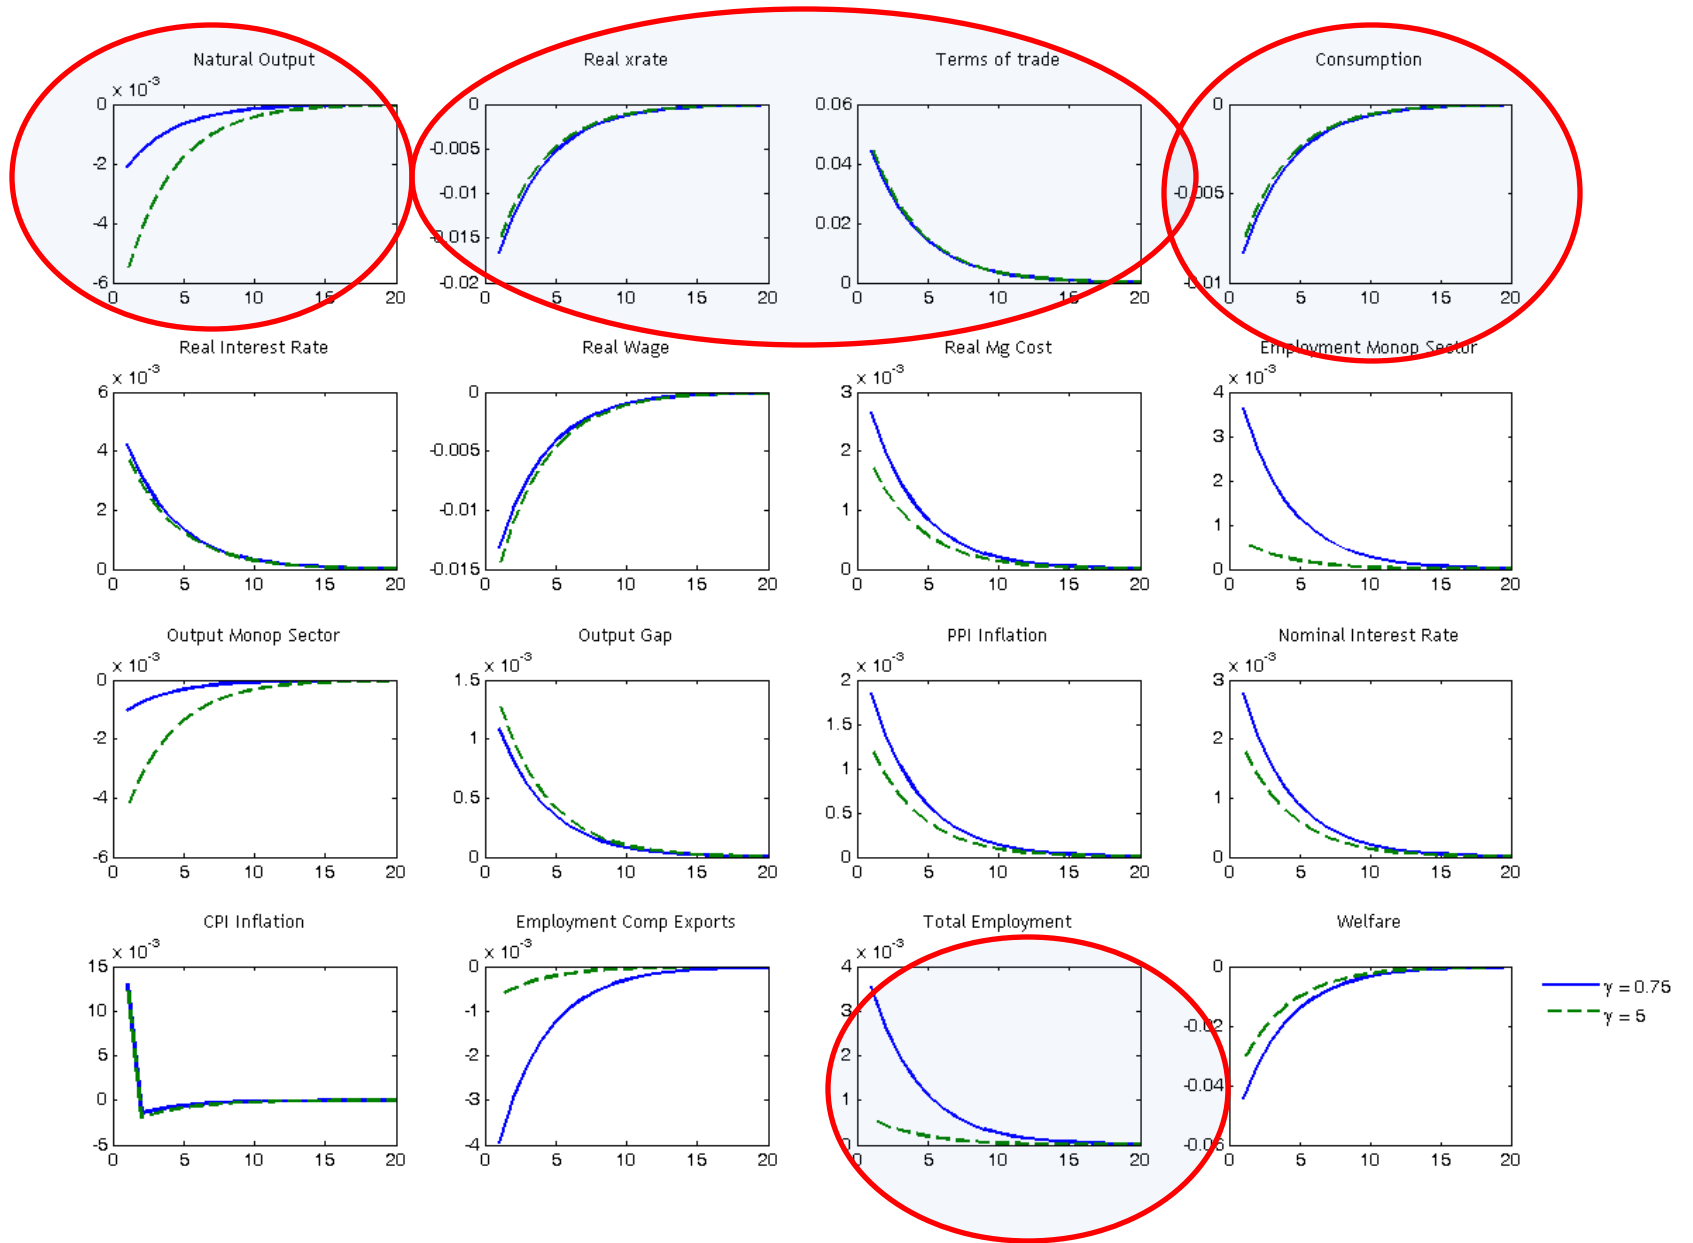 Natural Output
Real xrate
Terms of trade
Consumption
x 10-3
0
-2
-4
-6
0 5 10 15 20
0
-0.005
-0.01
-0.015
-0.02
0 5 10 15 20
0.06
0.04
0.02
0
0 5 10 15 20
0
-0.005
-0.01
0 5 10 15 20
Real Interest Rate
Real Wage
Real Mg Cost
Employment Monop Sector
x 10-3
6
4
2
0
0 5 10 15 20
0
-0.005
-0.01
-0.015
0 5 10 15 20
x 10-3
3
2
1
0
0 5 10 15 20
x 10-3
4
3
2
1
0
0 5 10 15 20
Output Monop Sector
Output Gap
PPI Inflation
Nominal Interest Rate
x 10-3
0
-2
-4
-6
0 5 10 15 20
x 10-3
1.5
1
0.5
0
0 5 10 15 20
x 10-3
2
1.5
1
0.5
0
0 5 10 15 20
x 10-3
3
2
1
0
0 5 10 15 20
CPI Inflation
Employment Comp Exports
Total Employment
Welfare
x 10-3
15
10
5
0
-5
0 5 10 15 20
x 10-3
0
-1
-2
-3
-4
0 5 10 15 20
x 10-3
4
3
2
1
0
0 5 10 15 20
0
-0.02
-0.04
-0.06
0 5 10 15 20
γ = 0.75
γ = 5